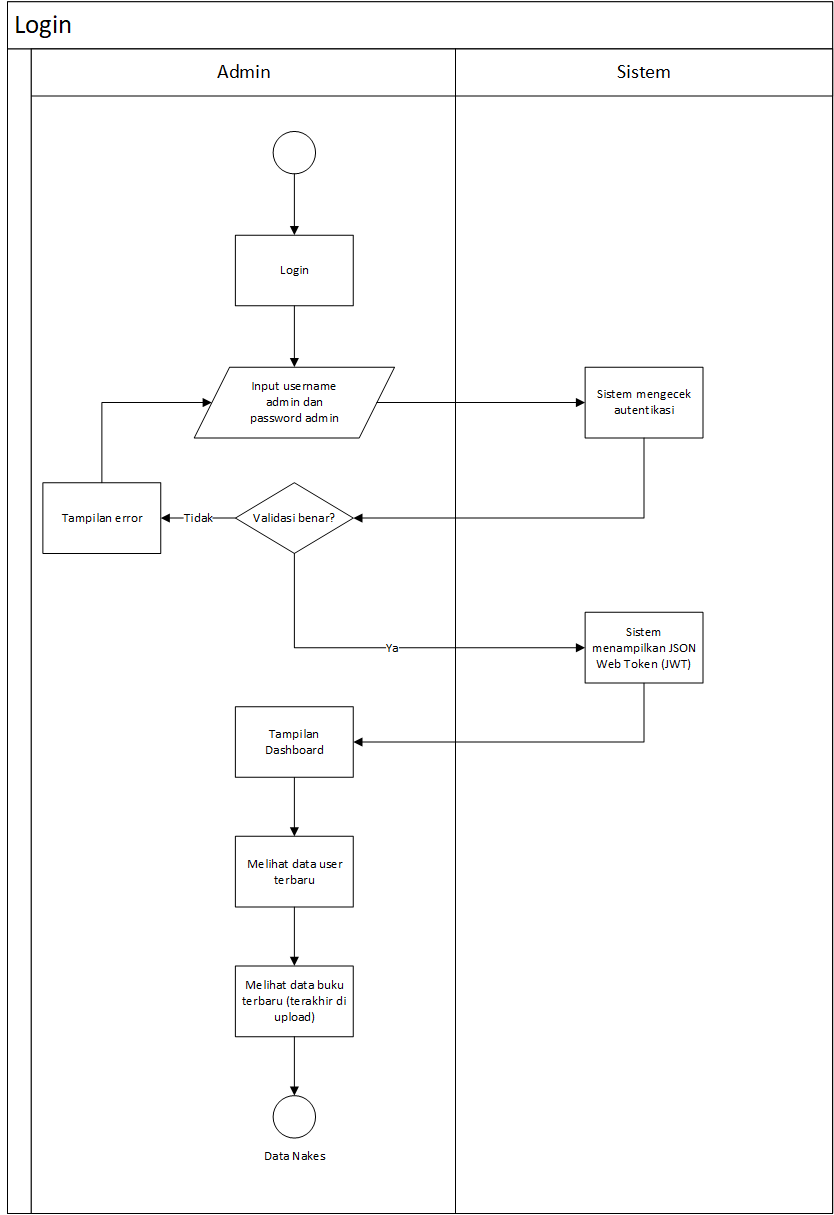 Login
Admin
Sistem
Login
Input username
admin dan
password admin
Sistem mengecek
autentikasi
Tampilan error
Tidak
Validasi benar?
Ya
Sistem
menampilkan JSON
Web Token (JWT)
Tampilan
Dashboard
Melihat data user
terbaru
Melihat data buku
terbaru (terakhir di
upload)
Data Nakes